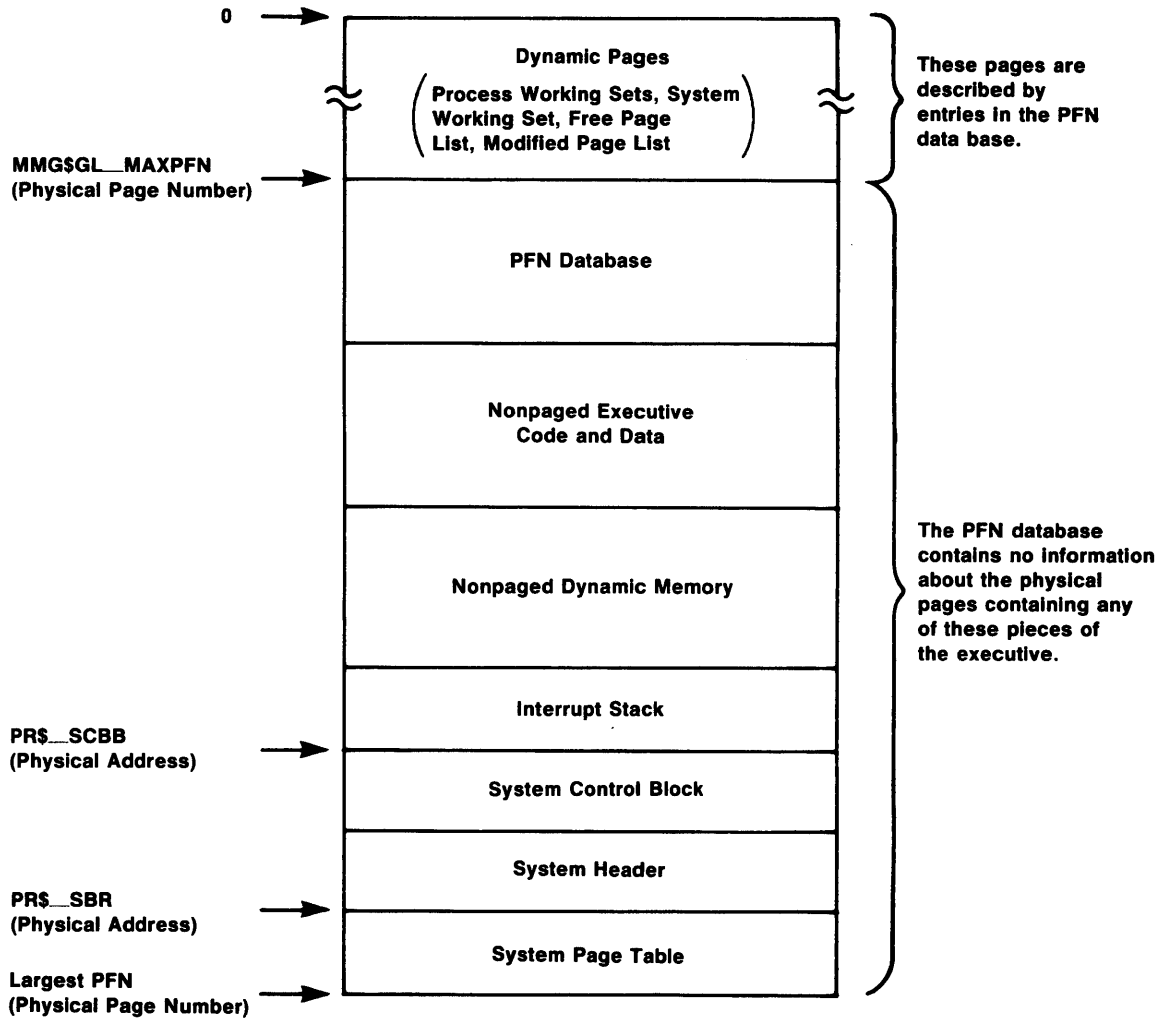 0
Dynamic Pages
Process Working Sets, System
Working Set, Free Page
List, Modified Page List
These pages are
described by
entries in the PFN
data base.
MMG$GL__MAXPFN
(Physical Page Number)
PFN Database
Nonpaged Executive
Code and Data
Nonpaged Dynamic Memory
The PFN database
contains no information
about the physical
pages containing any
of these pieces of
the executive.
Interrupt Stack
PR$__SCBB
(Physical Address)
System Control Block
System Header
PR$__SBR
(Physical Address)
System Page Table
Largest PFN
(Physical Page Number)